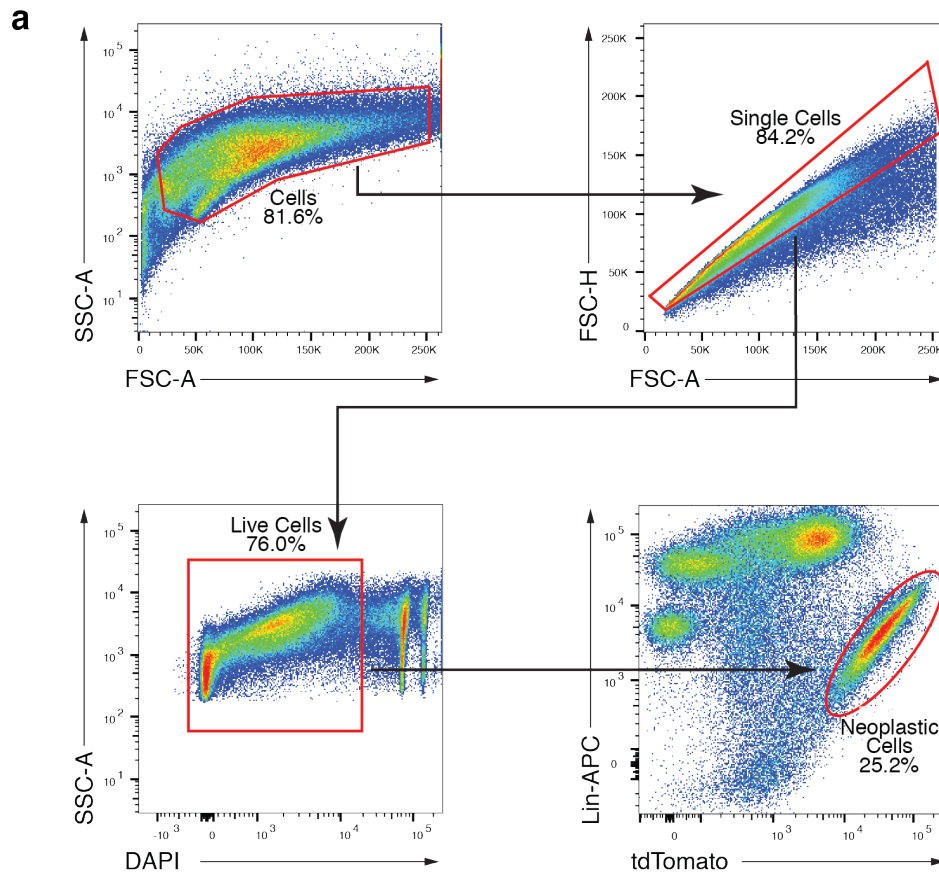 a
SSC-A
10 5
10 4
10 3
10 2
10 1
Cells
81.6%
0 50K 100K 150K 200K 250K
FSC-A
FSC-H
250K
200K
150K
100K
50K
0
Single Cells
84.2%
0 50K 100K 150K 200K 250K
FSC-A
SSC-A
10 5
10 4
10 3
10 2
10 1
Live Cells
76.0%
-10 3 0 10 3 10 4 10 5
DAPI
Lin-APC
10 5
10 4
10 3
0
Neoplastic
Cells
25.2%
0 10 3 10 4 10 5
tdTomato